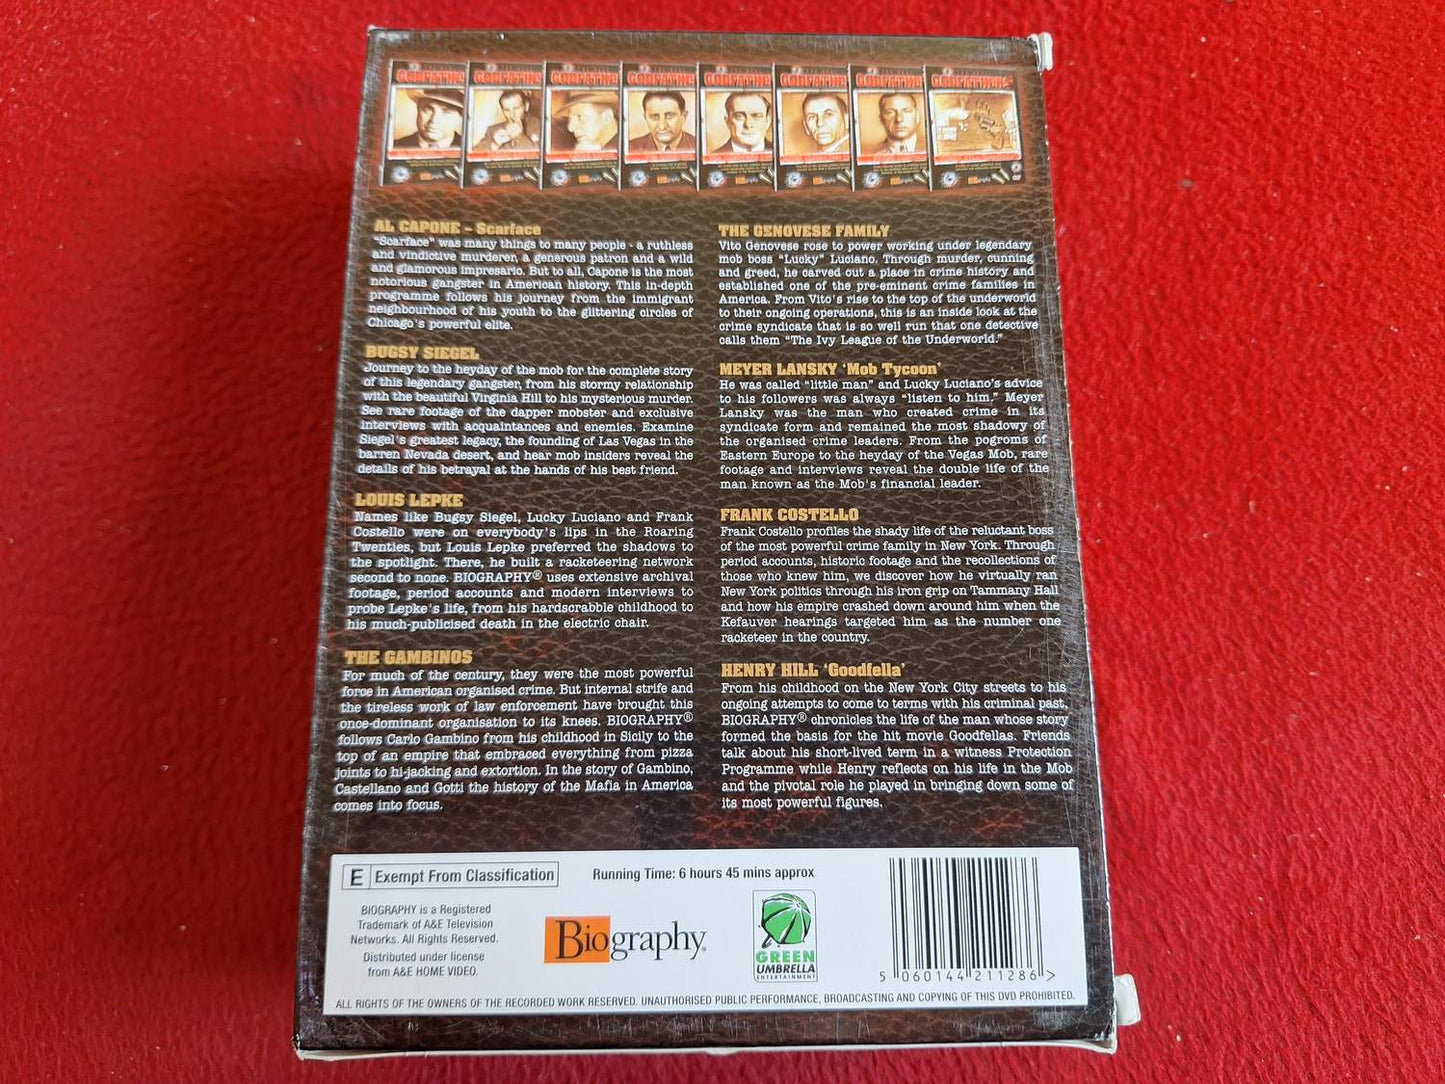 GODFATHE
GODFATHE
GODFATHE
GODFATHE
GODFATHE
GODFATHE
GODFATHE
GODFATHERS
AL CAPONE - Scarface
"Scarface" was many things to many people - a ruthless
and vindictive murderer, a generous patron and a wild
and glamorous impresario. But to all, Capone is the most
notorious gangster in American history. This in-depth
programme follows his journey from the immigrant
neighbourhood of his youth to the glittering circles of
Chicago's powerful elite.
BUGSY SIEGEL
Journey to the heyday of the mob for the complete story
of this legendary gangster, from his stormy relationship
with the beautiful Virginia Hill to his mysterious murder.
See rare footage of the dapper mobster and exclusive
interviews with acquaintances and enemies. Examine
Siegel's greatest legacy, the founding of Las Vegas in the
barren Nevada desert, and hear mob insiders reveal the
details of his betrayal at the hands of his best friend.
LOUIS LEPKE
Names like Bugsy Siegel, Lucky Luciano and Frank
Costello were on everybody's lips in the Roaring
Twenties, but Louis Lepke preferred the shadows to
the spotlight. There, he built a racketeering network
second to none. BIOGRAPHY® uses extensive archival
footage, period accounts and modern interviews to
probe Lepke's life, from his hardscrabble childhood to
his much-publicised death in the electric chair.
THE GAMBINOS
For much of the century, they were the most powerful
force in American organised crime. But internal strife and
the tireless work of law enforcement have brought this
once-dominant organisation to its knees. BIOGRAPHY®
follows Carlo Gambino from his childhood in Sicily to the
top of an empire that embraced everything from pizza
joints to hi-jacking and extortion. In the story of Gambino,
Castellano and Gotti the history of the Mafia in America
comes into focus.
THE GENOVESE FAMILY
Vito Genovese rose to power working under legendary
mob boss "Lucky" Luciano. Through murder, cunning
and greed, he carved out a place in crime history and
established one of the pre-eminent crime families in
America. From Vito's rise to the top of the underworld
to their ongoing operations, this is an inside look at the
crime syndicate that is so well run that one detective
calls them "The Ivy League of the Underworld."
MEYER LANSKY 'Mob Tycoon'
He was called "little man" and Lucky Luciano's advice
to his followers was always "listen to him." Meyer
Lansky was the man who created crime in its
syndicate form and remained the most shadowy of
the organised crime leaders. From the pogroms of
Eastern Europe to the heyday of the Vegas Mob, rare
footage and interviews reveal the double life of the
man known as the Mob's financial leader.
FRANK COSTELLO
Frank Costello profiles the shady life of the reluctant boss
of the most powerful crime family in New York. Through
period accounts, historic footage and the recollections of
those who knew him, we discover how he virtually ran
New York politics through his iron grip on Tammany Hall
and how his empire crashed down around him when the
Kefauver hearings targeted him as the number one
racketeer in the country.
HENRY HILL 'Goodfella'
From his childhood on the New York City streets to his
ongoing attempts to come to terms with his criminal past,
BIOGRAPHY® chronicles the life of the man whose story
formed the basis for the hit movie Goodfellas. Friends
talk about his short-lived term in a witness Protection
Programme while Henry reflects on his life in the Mob
and the pivotal role he played in bringing down some of
its most powerful figures.
E Exempt From Classification
Running Time: 6 hours 45 mins approx
BIOGRAPHY is a Registered
Trademark of A&E Television
Networks. All Rights Reserved.
Distributed under license
from A&E HOME VIDEO.
Biography®
GREEN
UMBRELLA
ENTERTAINMENT
5 060144 211286 >
ALL RIGHTS OF THE OWNERS OF THE RECORDED WORK RESERVED. UNAUTHORISED PUBLIC PERFORMANCE, BROADCASTING AND COPYING OF THIS DVD PROHIBITED.